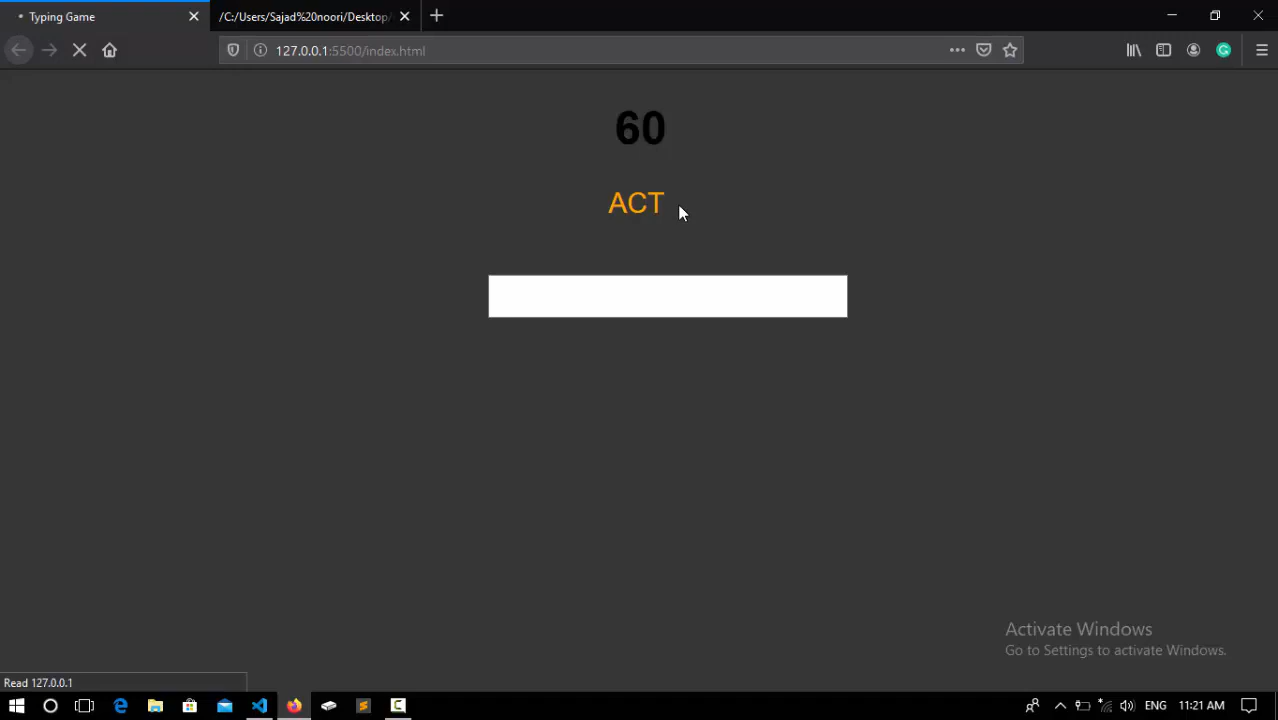 Typing Game
/C:/Users/Sajad%20noori/Desktop/
127.0.0.1:5500/index.html
60
ACT
Activate Windows
Go to Settings to activate Windows.
Read 127.0.0.1
ENG
11:21 AM